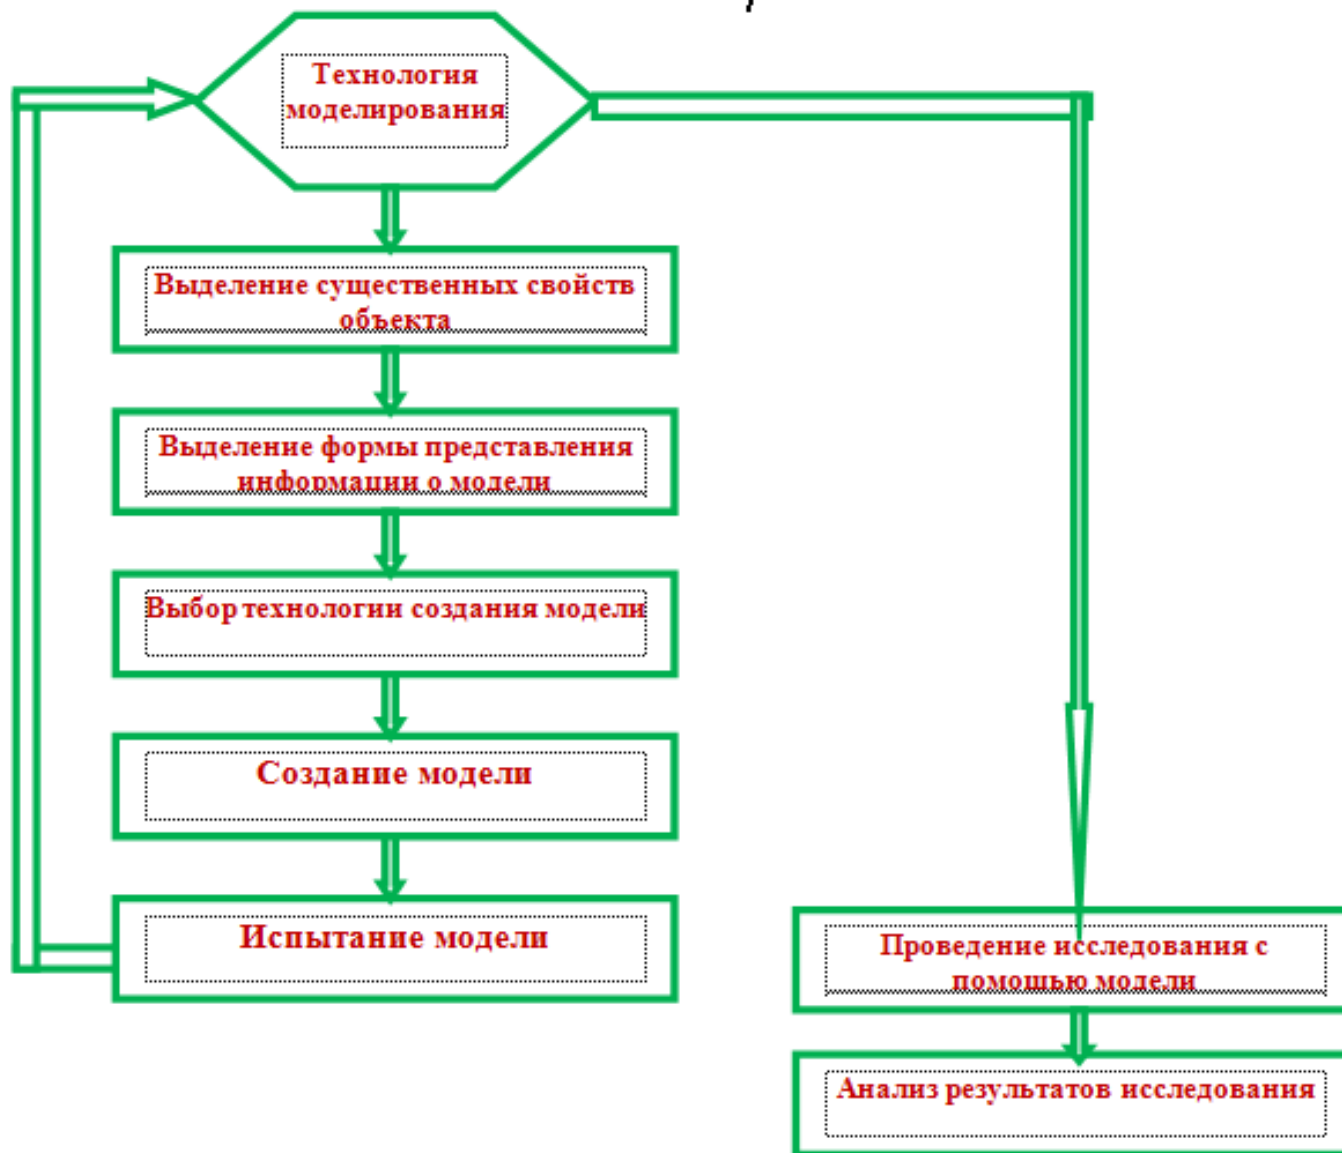 Технология
моделирования
Выделение существенных свойств
объекта
Выделение формы представления
информации о модели
Выбор технологии создания модели
Создание модели
Испытание модели
Проведение исследования с
помощью модели
Анализ результатов исследования